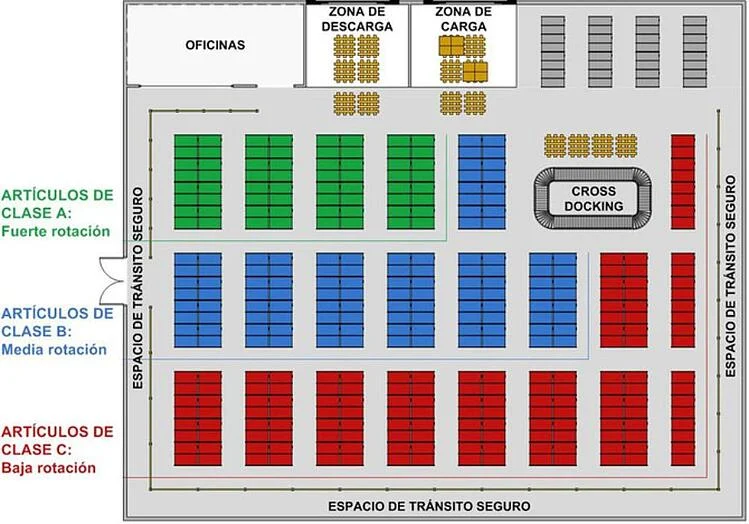 OFICINAS
ZONA DE
DESCARGA
ZONA DE
CARGA
CROSS
DOCKING
ARTÍCULOS DE
CLASE A:
Fuerte rotación
ARTÍCULOS DE
CLASE B:
Media rotación
ARTÍCULOS DE
CLASE C:
Baja rotación
ESPACIO DE TRÁNSITO SEGURO
ESPACIO DE TRÁNSITO SEGURO
ESPACIO DE TRÁNSITO SEGURO